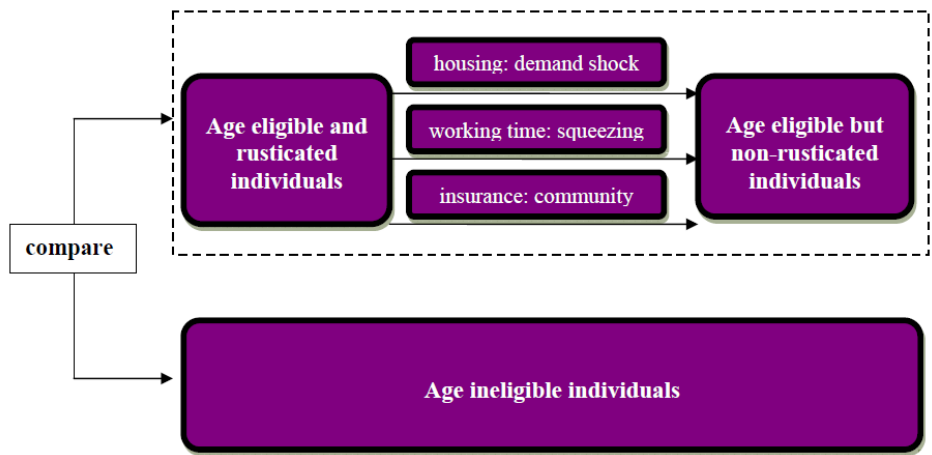 housing: demand shock
Age eligible and
rusticated
individuals
working time: squeezing
Age eligible but
non-rusticated
individuals
insurance: community
compare
Age ineligible individuals